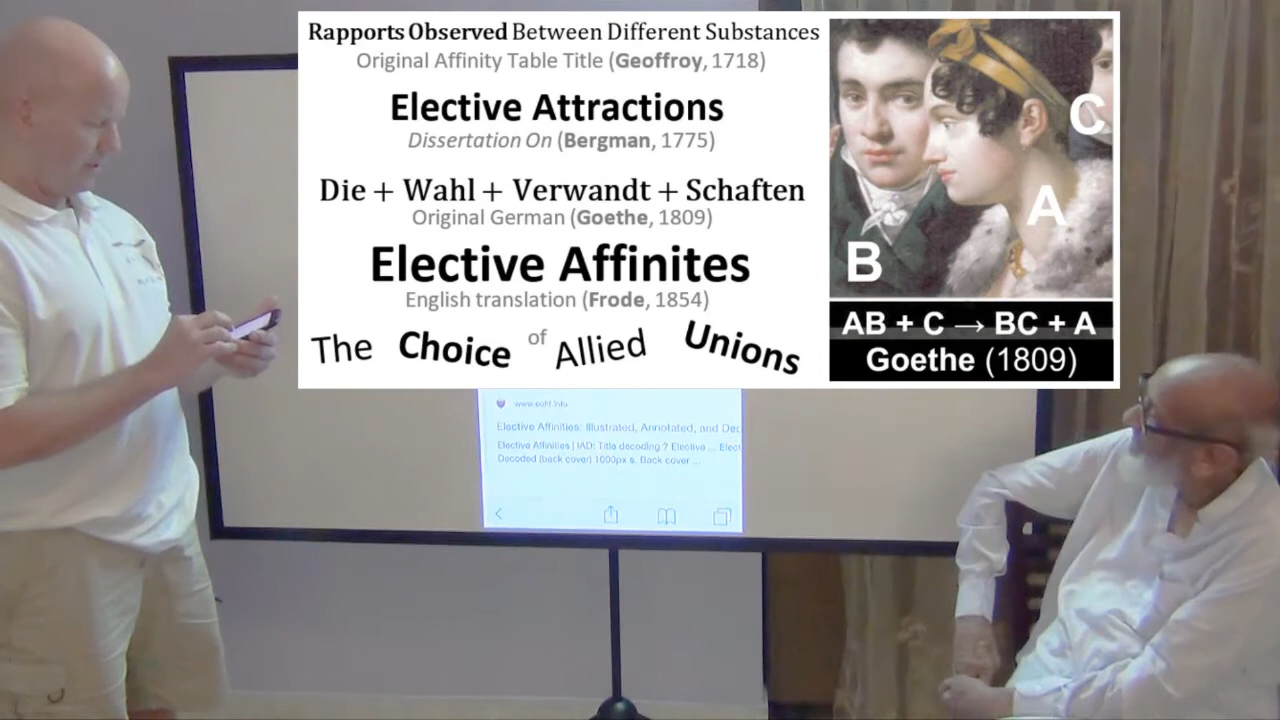 Rapports Observed Between Different Substances
Original Affinity Table Title (Geoffroy, 1718)
Elective Attractions
Dissertation On (Bergman, 1775)
Die + Wahl + Verwandt + Schaften
Original German (Goethe, 1809)
Elective Affinites
English translation (Frode, 1854)
The Choice of Allied Unions
C
A
B
AB + C → BC + A
Goethe (1809)
www.eoht.info
Elective Affinities: Illustrated, Annotated, and Dec
Elective Affinities | IAD: Title decoding ? Elective ... Elect
Decoded (back cover) 1000px s. Back cover ...